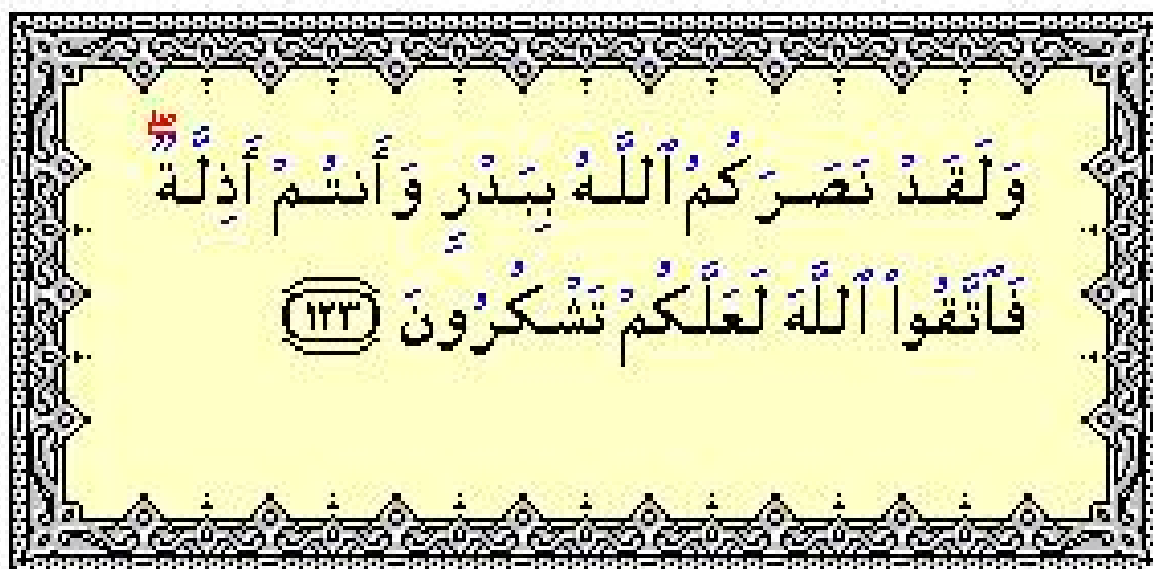 وَلَقَدْ نَصَرَكُمُ ٱللَّهُ بِبَدْرٍ وَأَنتُمْ أَذِلَّةٌ ۖ
فَٱتَّقُوا۟ ٱللَّهَ لَعَلَّكُمْ تَشْكُرُونَ ١٢٣